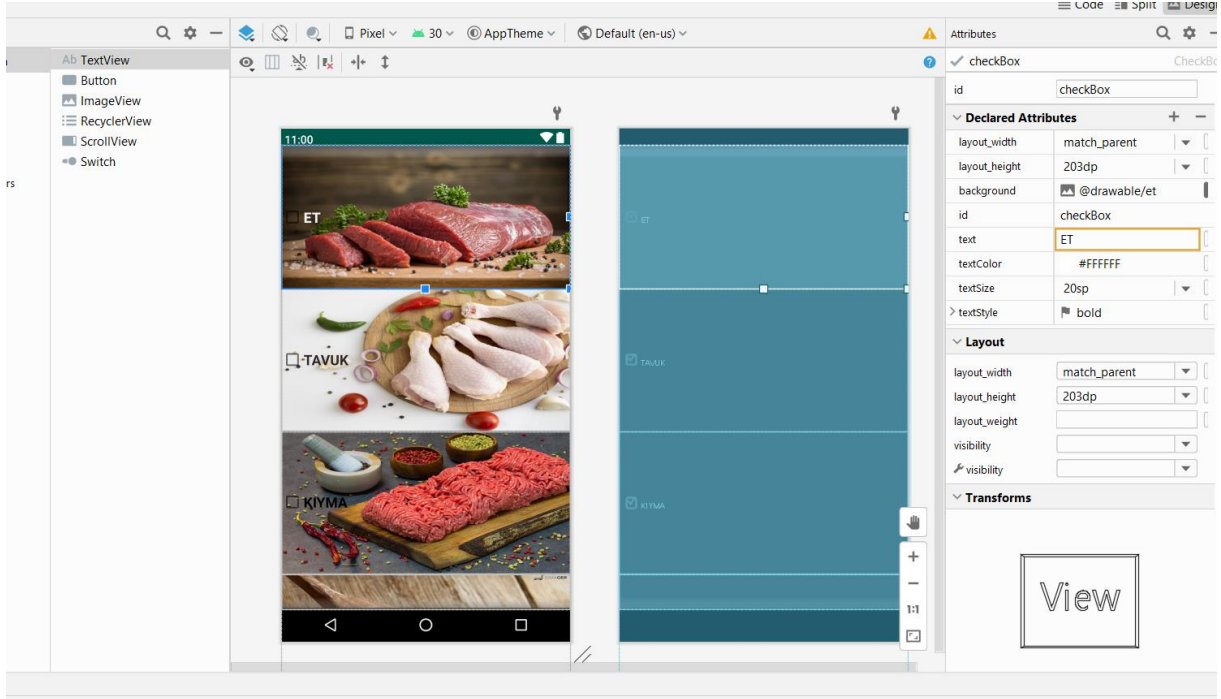 Code Split Design
Pixel 30 AppTheme Default (en-us)
Attributes
Ab TextView
Button
ImageView
RecyclerView
ScrollView
Switch
rs
11:00
ET
TAVUK
KIYMA
ET
TAVUK
KIYMA
1:1
checkBox CheckBo
id checkBox
Declared Attributes
layout_width match_parent
layout_height 203dp
background @drawable/et
id checkBox
text ET
textColor #FFFFFF
textSize 20sp
textStyle bold
Layout
layout_width match_parent
layout_height 203dp
layout_weight
visibility
visibility
Transforms
View